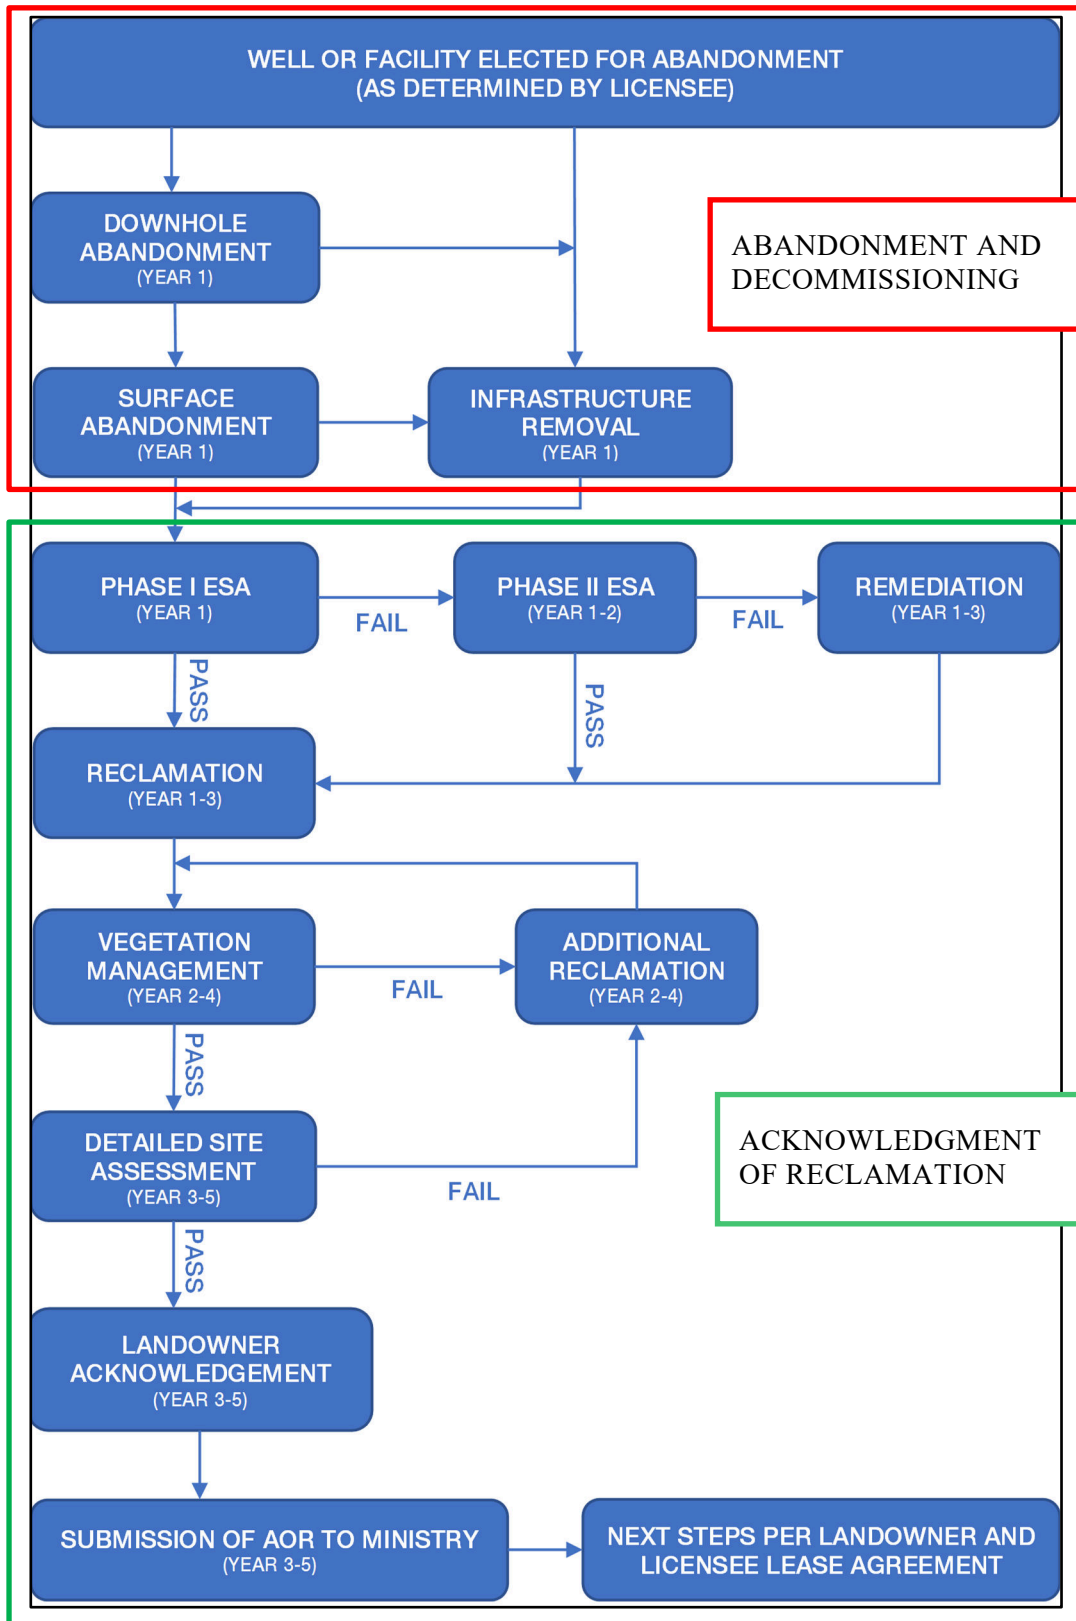 WELL OR FACILITY ELECTED FOR ABANDONMENT
(AS DETERMINED BY LICENSEE)
DOWNHOLE
ABANDONMENT
(YEAR 1)
ABANDONMENT AND
DECOMMISSIONING
SURFACE
ABANDONMENT
(YEAR 1)
INFRASTRUCTURE
REMOVAL
(YEAR 1)
PHASE I ESA
(YEAR 1)
FAIL
PHASE II ESA
(YEAR 1-2)
FAIL
REMEDIATION
(YEAR 1-3)
PASS
PASS
RECLAMATION
(YEAR 1-3)
VEGETATION
MANAGEMENT
(YEAR 2-4)
FAIL
ADDITIONAL
RECLAMATION
(YEAR 2-4)
PASS
DETAILED SITE
ASSESSMENT
(YEAR 3-5)
FAIL
ACKNOWLEDGMENT
OF RECLAMATION
PASS
LANDOWNER
ACKNOWLEDGEMENT
(YEAR 3-5)
SUBMISSION OF AOR TO MINISTRY
(YEAR 3-5)
NEXT STEPS PER LANDOWNER AND
LICENSEE LEASE AGREEMENT